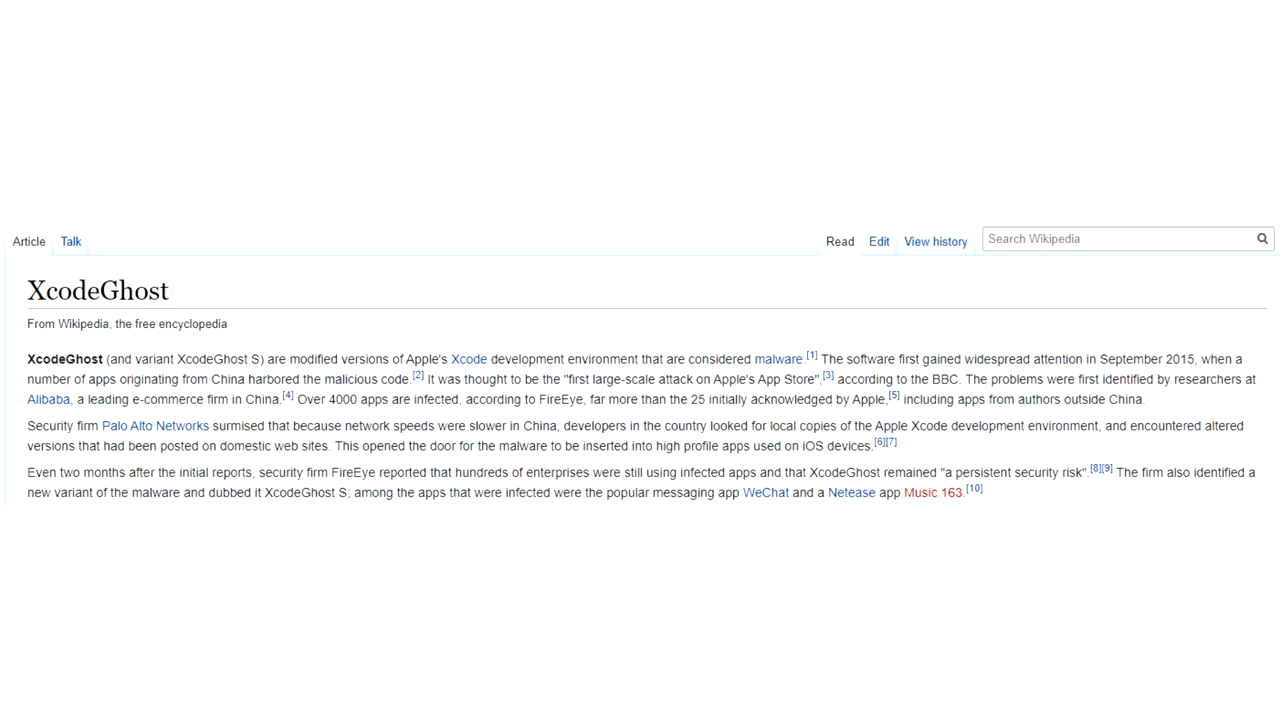 Article Talk Read Edit View history Search Wikipedia
XcodeGhost
From Wikipedia, the free encyclopedia
XcodeGhost (and variant XcodeGhost S) are modified versions of Apple's Xcode development environment that are considered malware.[1] The software first gained widespread attention in September 2015, when a
number of apps originating from China harbored the malicious code.[2] It was thought to be the "first large-scale attack on Apple's App Store",[3] according to the BBC. The problems were first identified by researchers at
Alibaba, a leading e-commerce firm in China.[4] Over 4000 apps are infected, according to FireEye, far more than the 25 initially acknowledged by Apple,[5] including apps from authors outside China.
Security firm Palo Alto Networks surmised that because network speeds were slower in China, developers in the country looked for local copies of the Apple Xcode development environment, and encountered altered
versions that had been posted on domestic web sites. This opened the door for the malware to be inserted into high profile apps used on iOS devices.[6][7]
Even two months after the initial reports, security firm FireEye reported that hundreds of enterprises were still using infected apps and that XcodeGhost remained "a persistent security risk".[8][9] The firm also identified a
new variant of the malware and dubbed it XcodeGhost S; among the apps that were infected were the popular messaging app WeChat and a Netease app Music 163.[10]